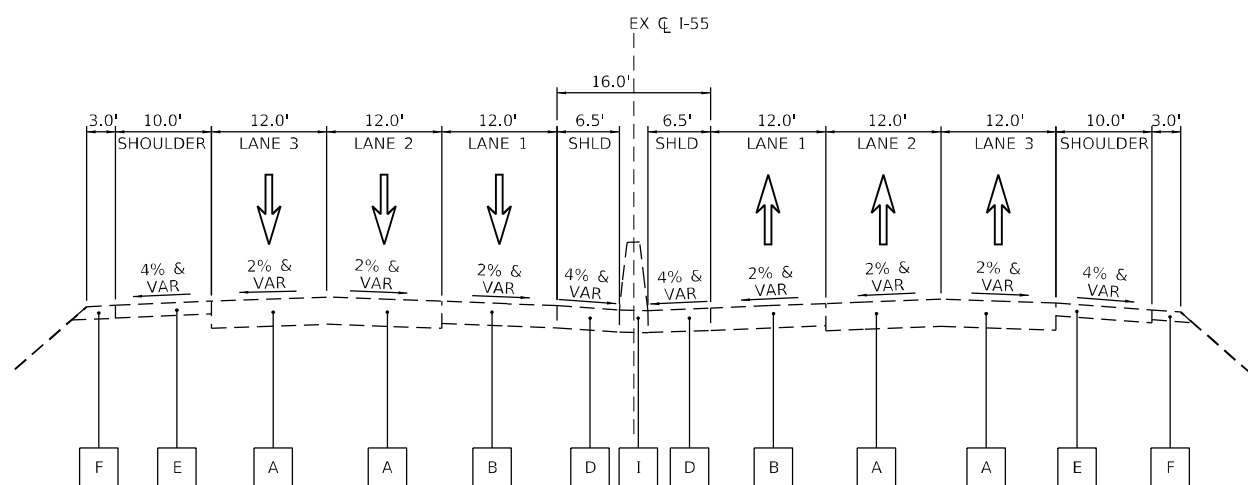 EX ℄ I-55
16.0'
3.0' 10.0' 12.0' 12.0' 12.0' 6.5' 6.5' 12.0' 12.0' 12.0' 10.0' 3.0'
SHOULDER LANE 3 LANE 2 LANE 1 SHLD SHLD LANE 1 LANE 2 LANE 3 SHOULDER
4% & VAR
2% & VAR
2% & VAR
2% & VAR
4% & VAR
4% & VAR
2% & VAR
2% & VAR
2% & VAR
4% & VAR
F E A A B D I D B A A E F